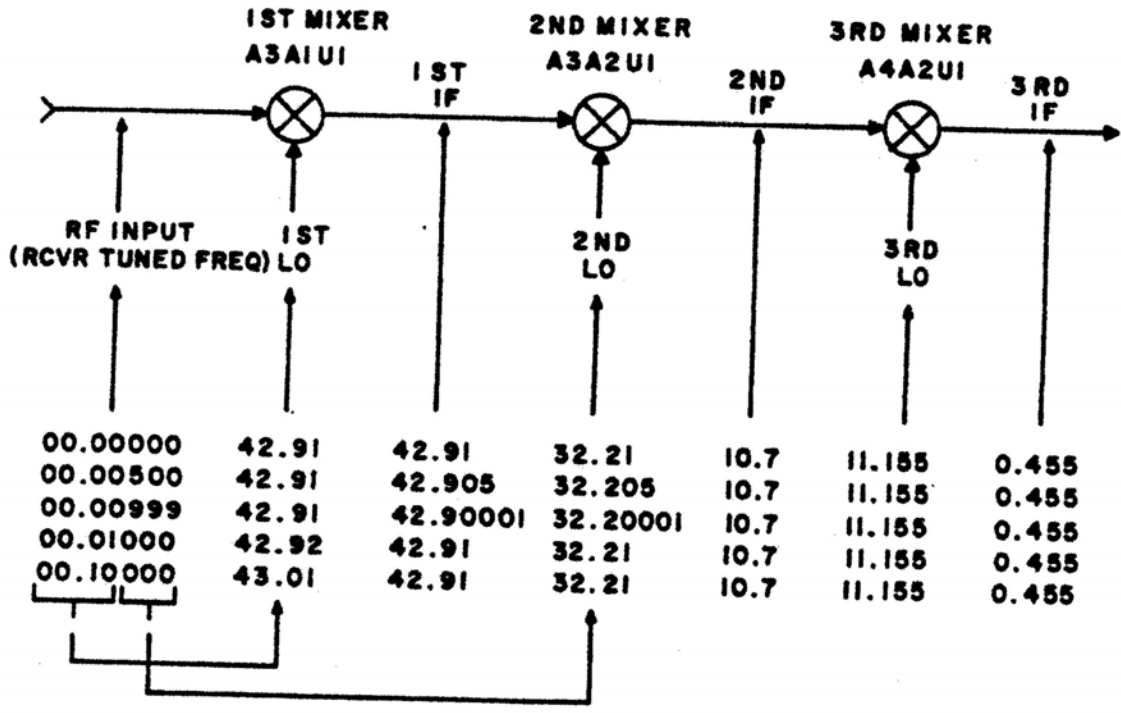 1ST MIXER
A3A1U1
1ST
IF
2ND MIXER
A3A2U1
2ND
IF
3RD MIXER
A4A2U1
3RD
IF
RF INPUT
(RCVR TUNED FREQ)
1ST
LO
2ND
LO
3RD
LO
00.00000 42.91 42.91 32.21 10.7 11.155 0.455
00.00500 42.91 42.905 32.205 10.7 11.155 0.455
00.00999 42.91 42.90001 32.20001 10.7 11.155 0.455
00.01000 42.92 42.91 32.21 10.7 11.155 0.455
00.10000 43.01 42.91 32.21 10.7 11.155 0.455